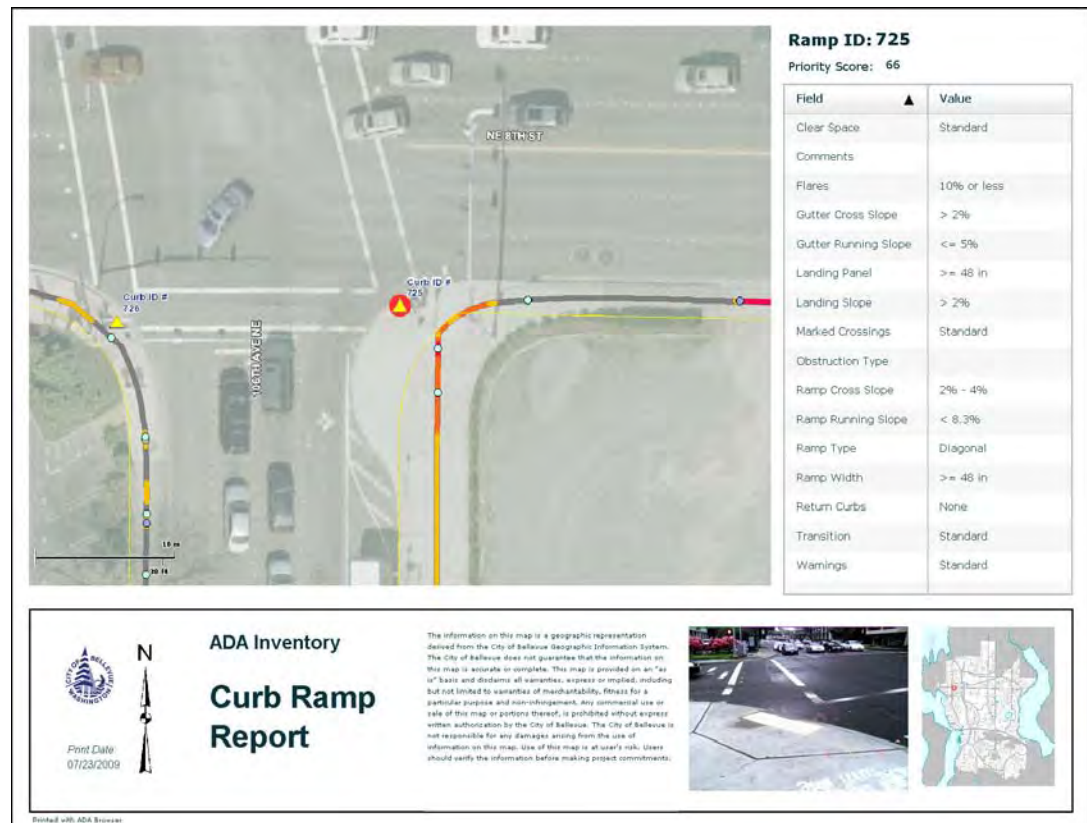 Ramp ID: 725
Priority Score: 66
Field ▲ Value
Clear Space Standard
Comments
Flares 10% or less
Gutter Cross Slope > 2%
Gutter Running Slope <= 5%
Landing Panel >= 48 in
Landing Slope > 2%
Marked Crossings Standard
Obstruction Type
Ramp Cross Slope 2% - 4%
Ramp Running Slope < 8.3%
Ramp Type Diagonal
Ramp Width >= 48 in
Return Curbs None
Transition Standard
Warnings Standard
NE 8TH ST
Curb ID #
726
Curb ID #
725
106TH AVE NE
10 m
30 ft
CITY OF BELLEVUE
WASHINGTON
N
Print Date
07/23/2009
ADA Inventory
Curb Ramp
Report
The information on this map is a geographic representation
derived from the City of Bellevue Geographic Information System.
The City of Bellevue does not guarantee that the information on
this map is accurate or complete. This map is provided on an "as
is" basis and disclaims all warranties, express or implied, including
but not limited to warranties of merchantability, fitness for a
particular purpose and non-infringement. Any commercial use or
sale of this map or portions thereof, is prohibited without express
written authorization by the City of Bellevue. The City of Bellevue is
not responsible for any damages arising from the use of
information on this map. Use of this map is at user's risk. Users
should verify the information before making project commitments.
Printed with ADA Browser